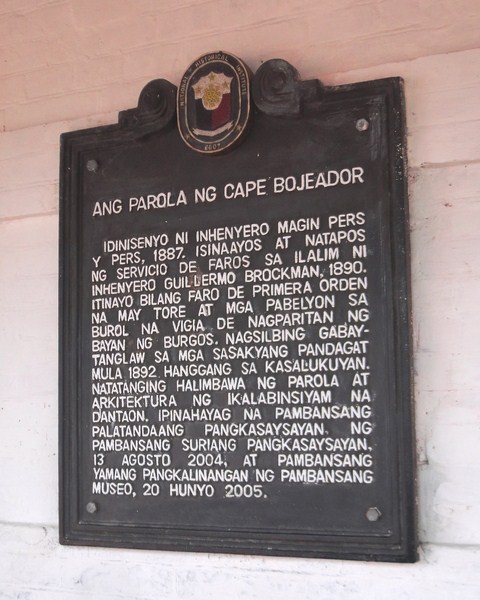 NATIONAL HISTORICAL INSTITUTE
2004
ANG PAROLA NG CAPE BOJEADOR
IDINISENYO NI INHENYERO MAGIN PERS
Y PERS, 1887. ISINAAYOS AT NATAPOS
NG SERVICIO DE FAROS SA ILALIM NI
INHENYERO GUILLERMO BROCKMAN, 1890.
ITINAYO BILANG FARO DE PRIMERA ORDEN
NA MAY TORE AT MGA PABELYON SA
BUROL NA VIGIA DE NAGPARITAN NG
BAYAN NG BURGOS. NAGSILBING GABAY-
TANGLAW SA MGA SASAKYANG PANDAGAT
MULA 1892 HANGGANG SA KASALUKUYAN.
NATATANGING HALIMBAWA NG PAROLA AT
ARKITEKTURA NG IKALABINSIYAM NA
DANTAON. IPINAHAYAG NA PAMBANSANG
PALATANDAANG PANGKASAYSAYAN NG
PAMBANSANG SURIANG PANGKASAYSAYAN,
13 AGOSTO 2004; AT PAMBANSANG
YAMANG PANGKALINANGAN NG PAMBANSANG
MUSEO, 20 HUNYO 2005.